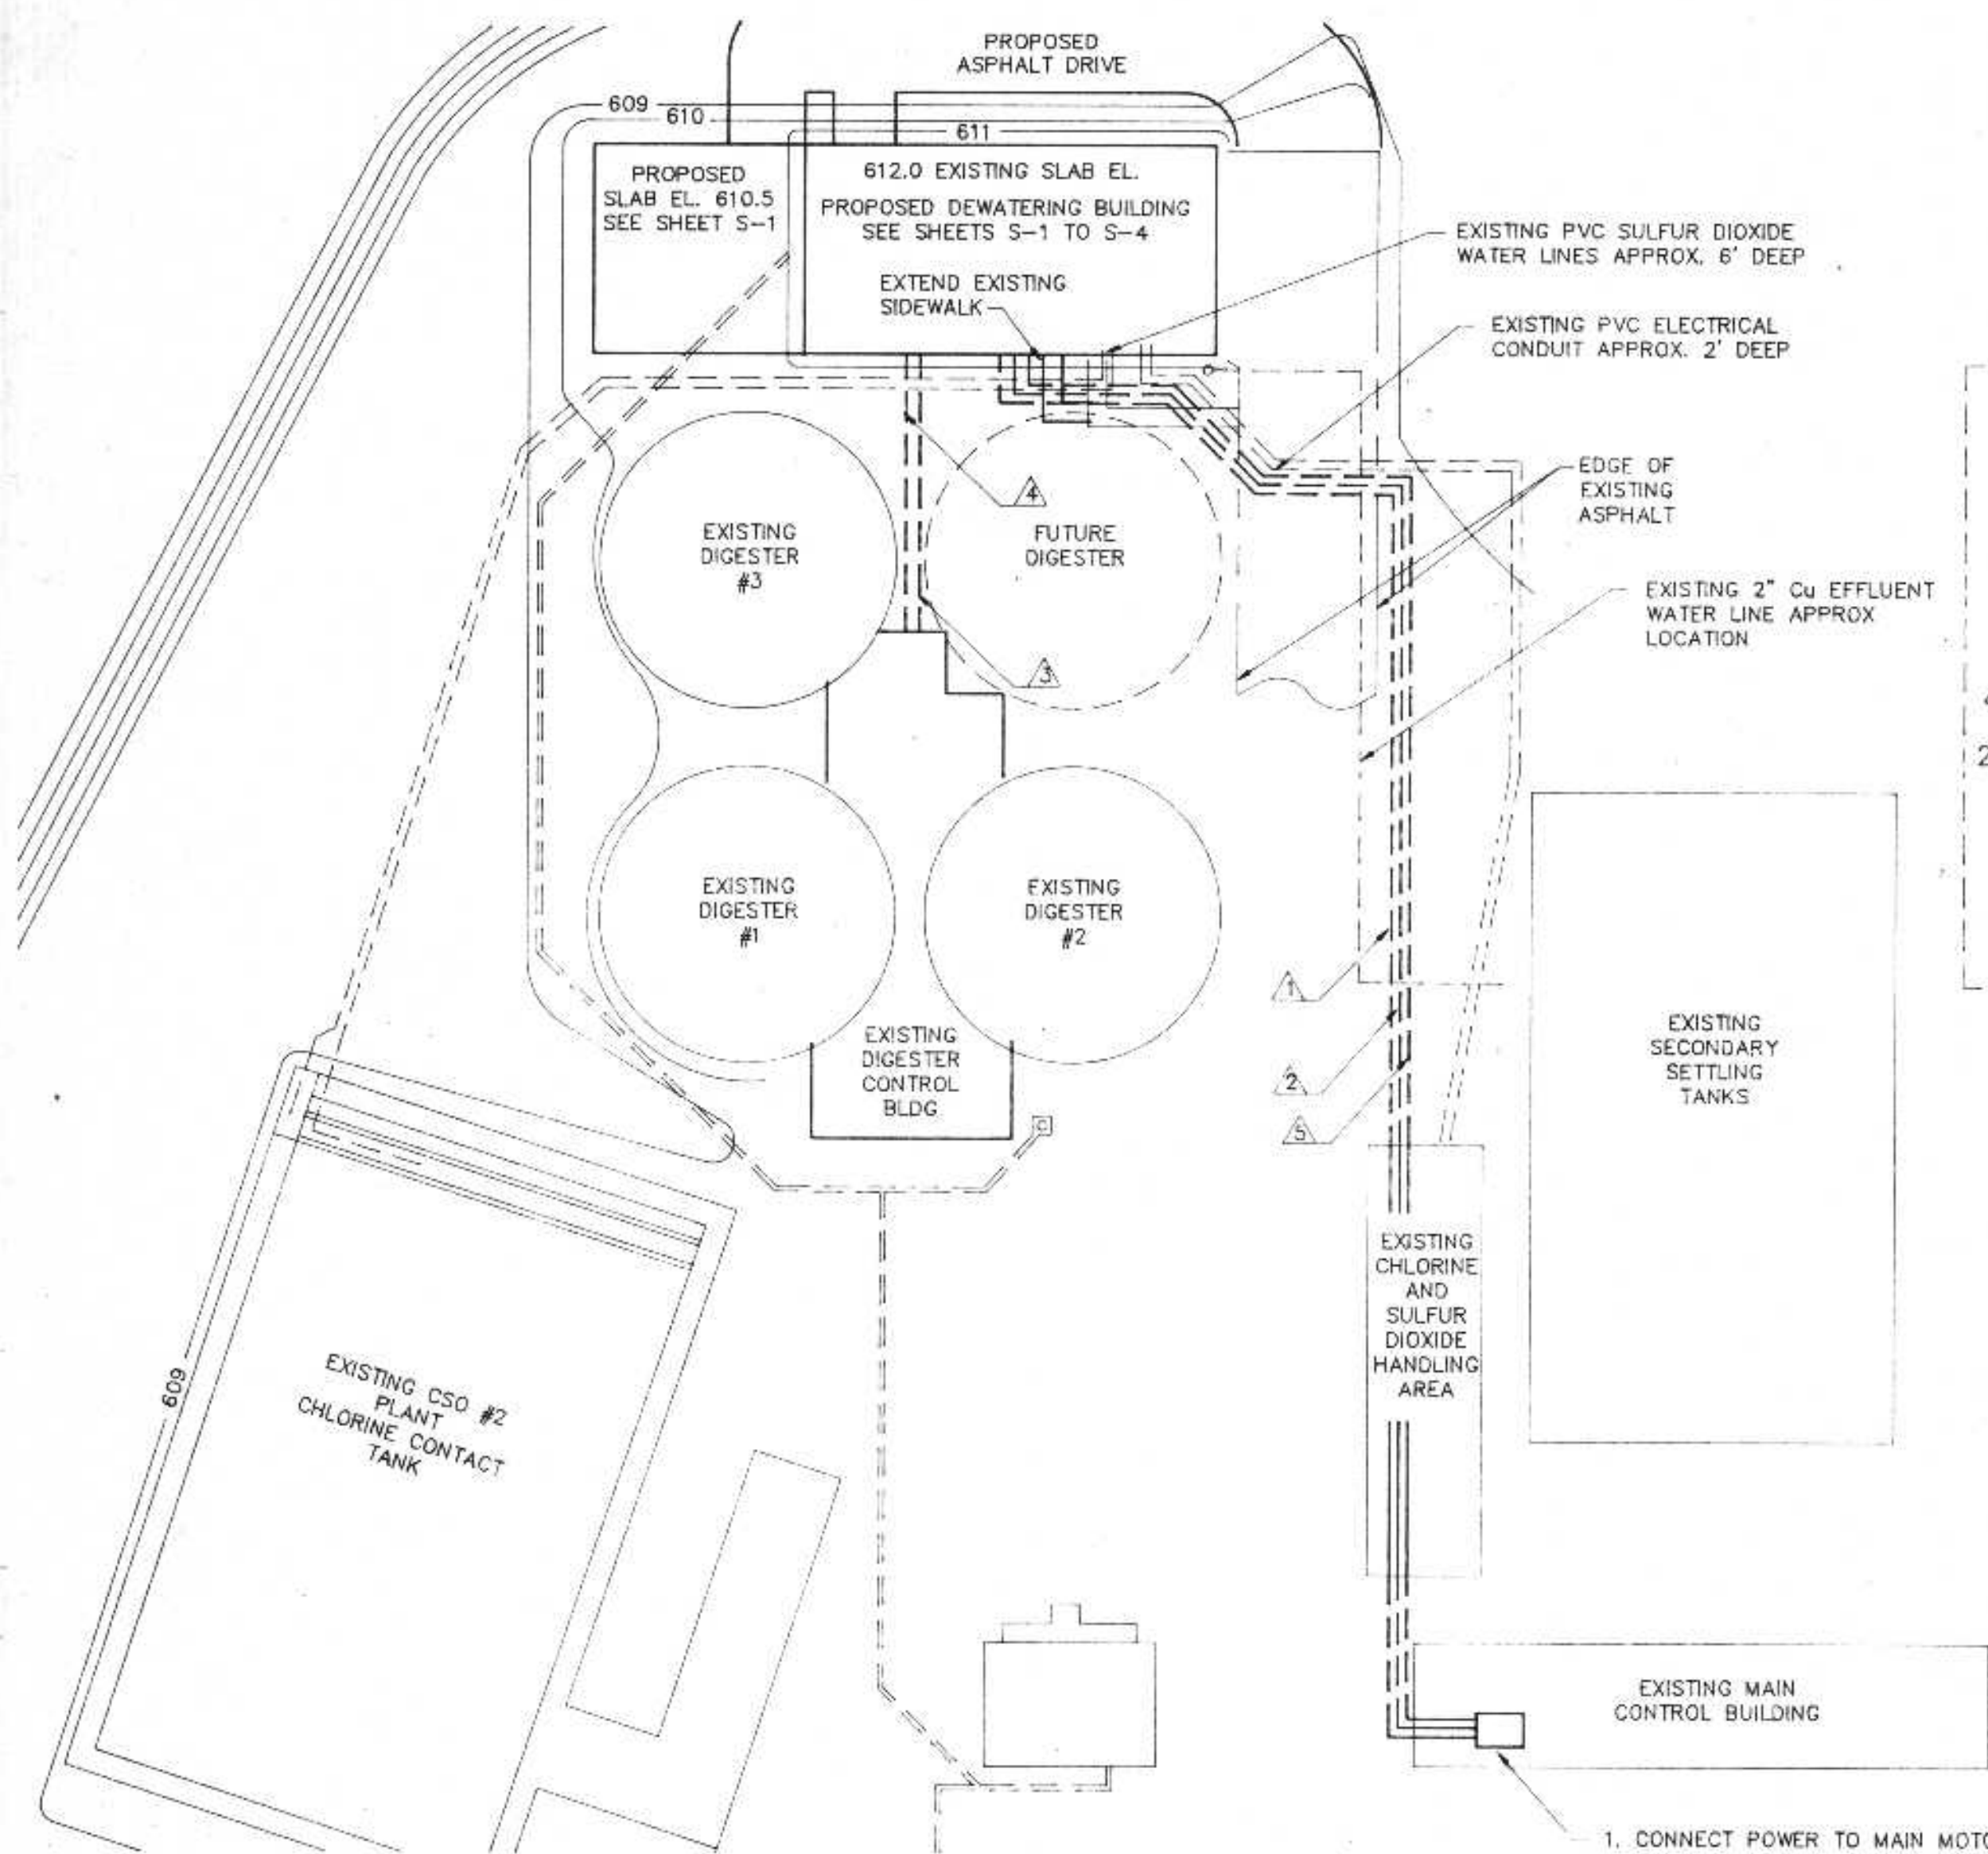 PROPOSED
ASPHALT DRIVE
609
610
611
PROPOSED
SLAB EL. 610.5
SEE SHEET S-1
612.0 EXISTING SLAB EL.
PROPOSED DEWATERING BUILDING
SEE SHEETS S-1 TO S-4
EXTEND EXISTING
SIDEWALK
EXISTING PVC SULFUR DIOXIDE
WATER LINES APPROX. 6' DEEP
EXISTING PVC ELECTRICAL
CONDUIT APPROX. 2' DEEP
EDGE OF
EXISTING
ASPHALT
4
EXISTING
DIGESTER
#3
FUTURE
DIGESTER
EXISTING 2" Cu EFFLUENT
WATER LINE APPROX
LOCATION
3
2
EXISTING
DIGESTER
#1
EXISTING
DIGESTER
#2
1
2
5
EXISTING
DIGESTER
CONTROL
BLDG
C
EXISTING
SECONDARY
SETTLING
TANKS
EXISTING
CHLORINE
AND
SULFUR
DIOXIDE
HANDLING
AREA
609
EXISTING CSO #2
PLANT
CHLORINE CONTACT
TANK
EXISTING MAIN
CONTROL BUILDING
1. CONNECT POWER TO MAIN MOTO